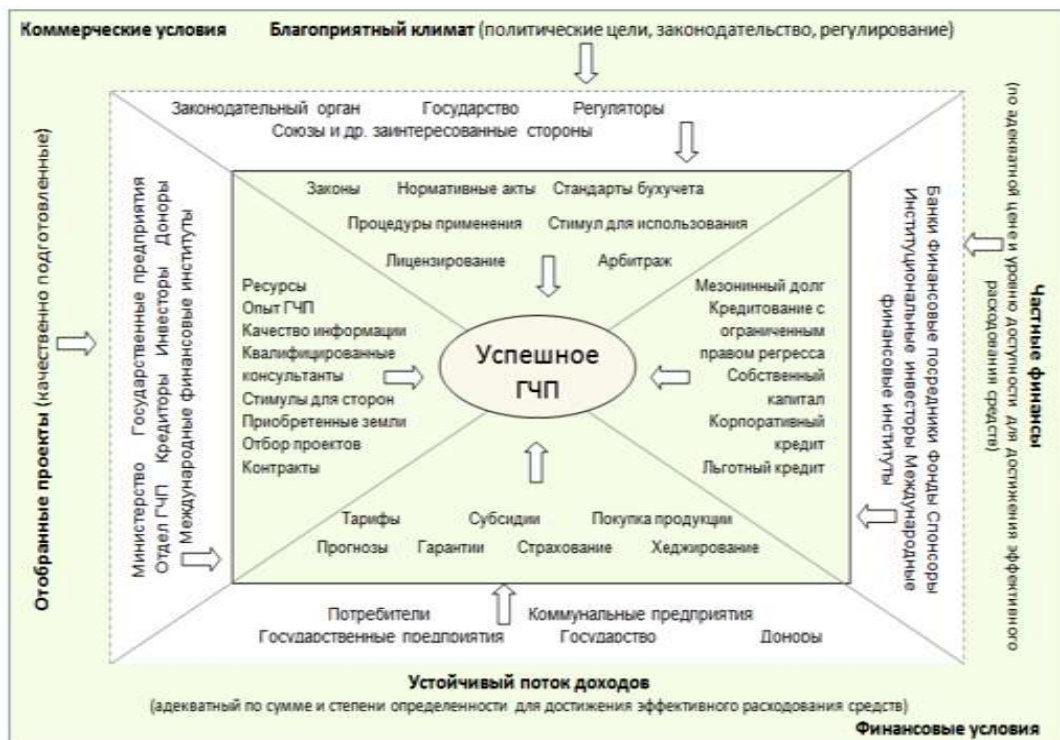 Коммерческие условия
Благоприятный климат (политические цели, законодательство, регулирование)
Законодательный орган Государство Регуляторы
Союзы и др. заинтересованные стороны
Отобранные проекты (качественно подготовленные)
Министерство Государственные предприятия
Отдел ГЧП Кредиторы Инвесторы Доноры
Международные финансовые институты
Законы Нормативные акты Стандарты бухучета
Процедуры применения Стимул для использования
Лицензирование Арбитраж
Ресурсы
Опыт ГЧП
Качество информации
Квалифицированные
консультанты
Стимулы для сторон
Приобретенные земли
Отбор проектов
Контракты
Успешное
ГЧП
Мезонинный долг
Кредитование с
ограниченным
правом регресса
Собственный
капитал
Корпоративный
кредит
Льготный кредит
Тарифы Субсидии Покупка продукции
Прогнозы Гарантии Страхование Хеджирование
Банки Финансовые посредники Фонды Спонсоры
Институциональные инвесторы Международные
финансовые институты
Частные финансы
(по адекватной цене и уровню доступности для достижения эффективного
расходования средств)
Потребители Коммунальные предприятия
Государственные предприятия Государство Доноры
Устойчивый поток доходов
(адекватный по сумме и степени определенности для достижения эффективного расходования средств)
Финансовые условия